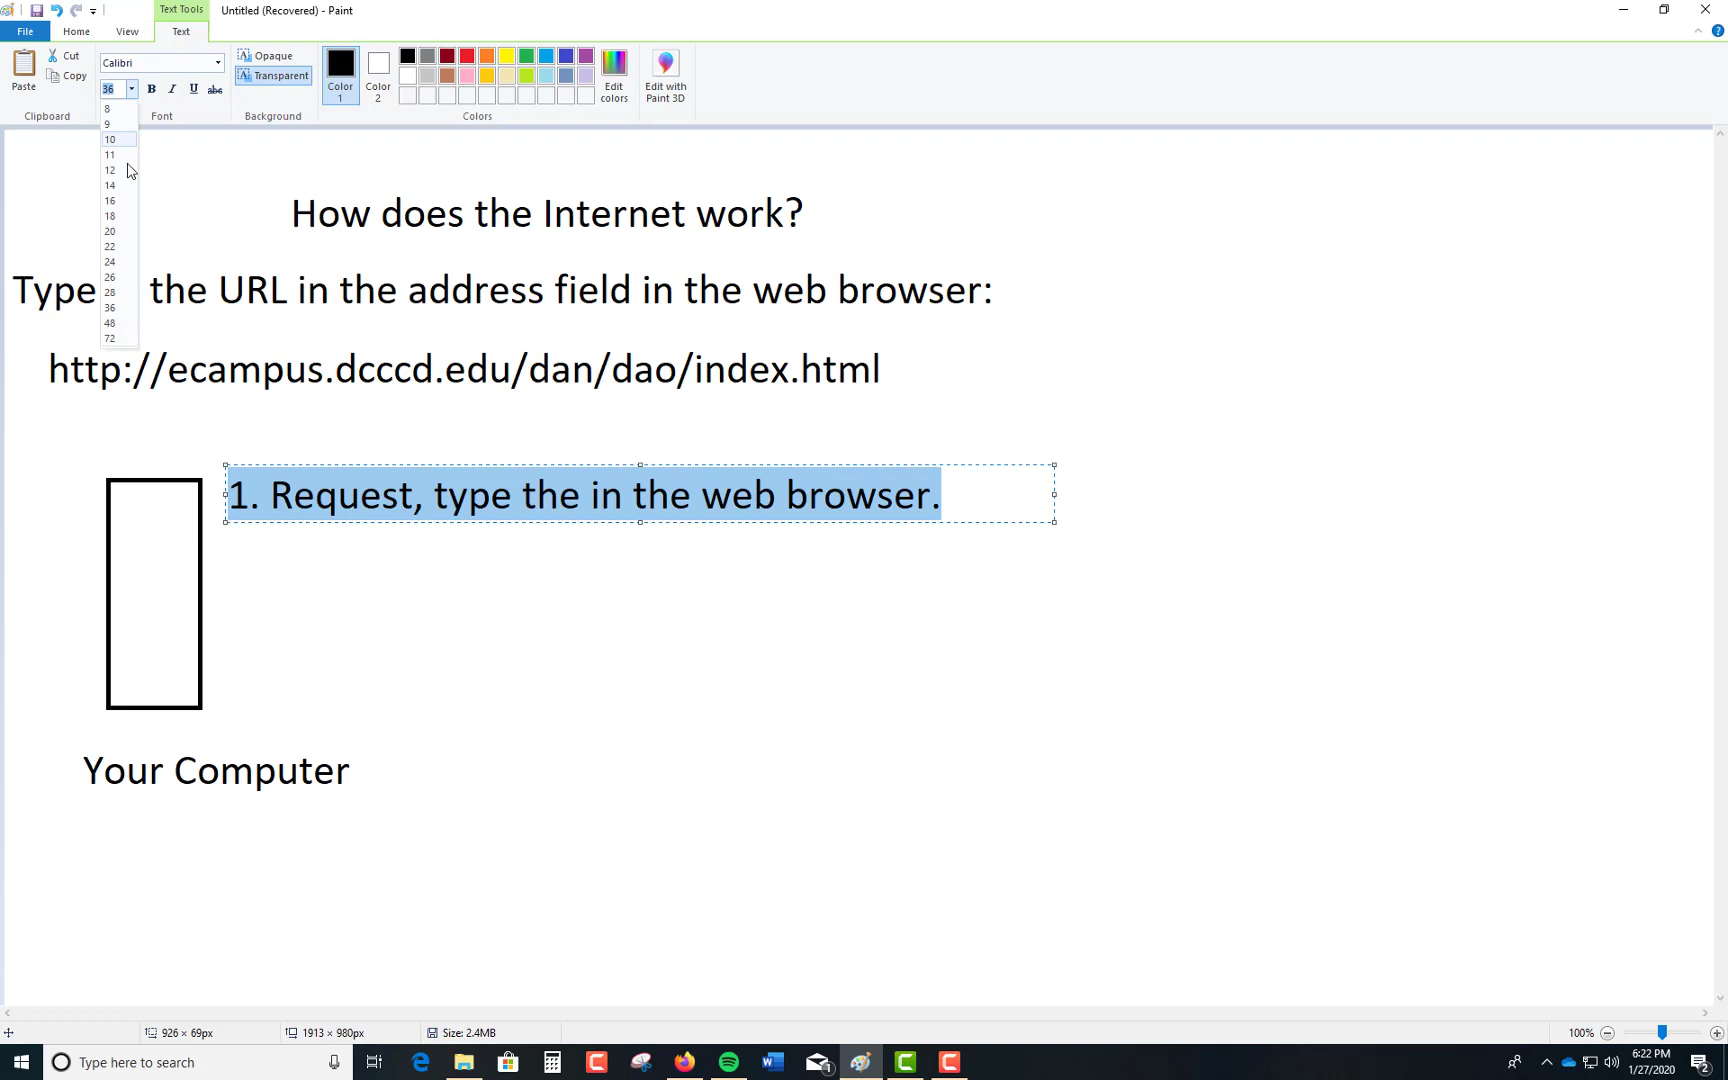 Text Tools
Untitled (Recovered) - Paint
File Home View Text
Paste
Cut
Copy
Clipboard
Calibri
36
B I U abc
Font
Opaque
Transparent
Background
Color 1
Color 2
Edit colors
Colors
Edit with Paint 3D
8
9
10
11
12
14
16
18
20
22
24
26
28
36
48
72
How does the Internet work?
Type the URL in the address field in the web browser:
http://ecampus.dcccd.edu/dan/dao/index.html
1. Request, type the in the web browser.
Your Computer
926 × 69px
1913 × 980px
Size: 2.4MB
100%
Type here to search
1
6:22 PM
1/27/2020
2